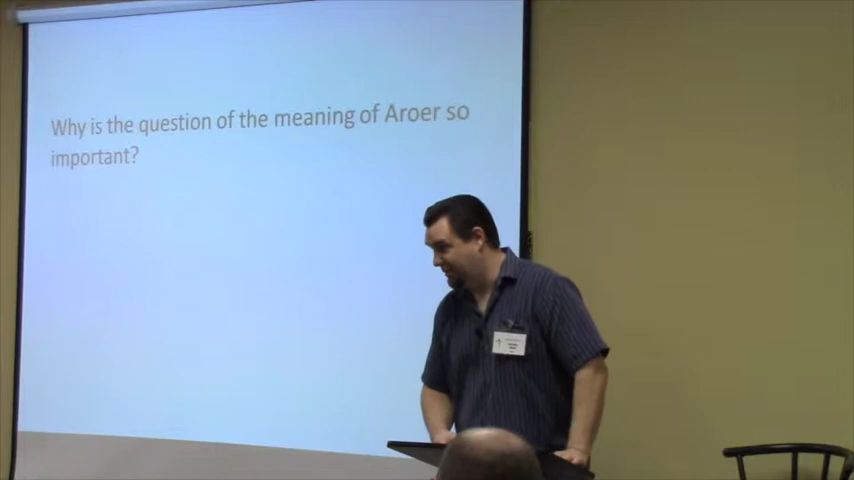 Why is the question of the meaning of Aroer so
important?